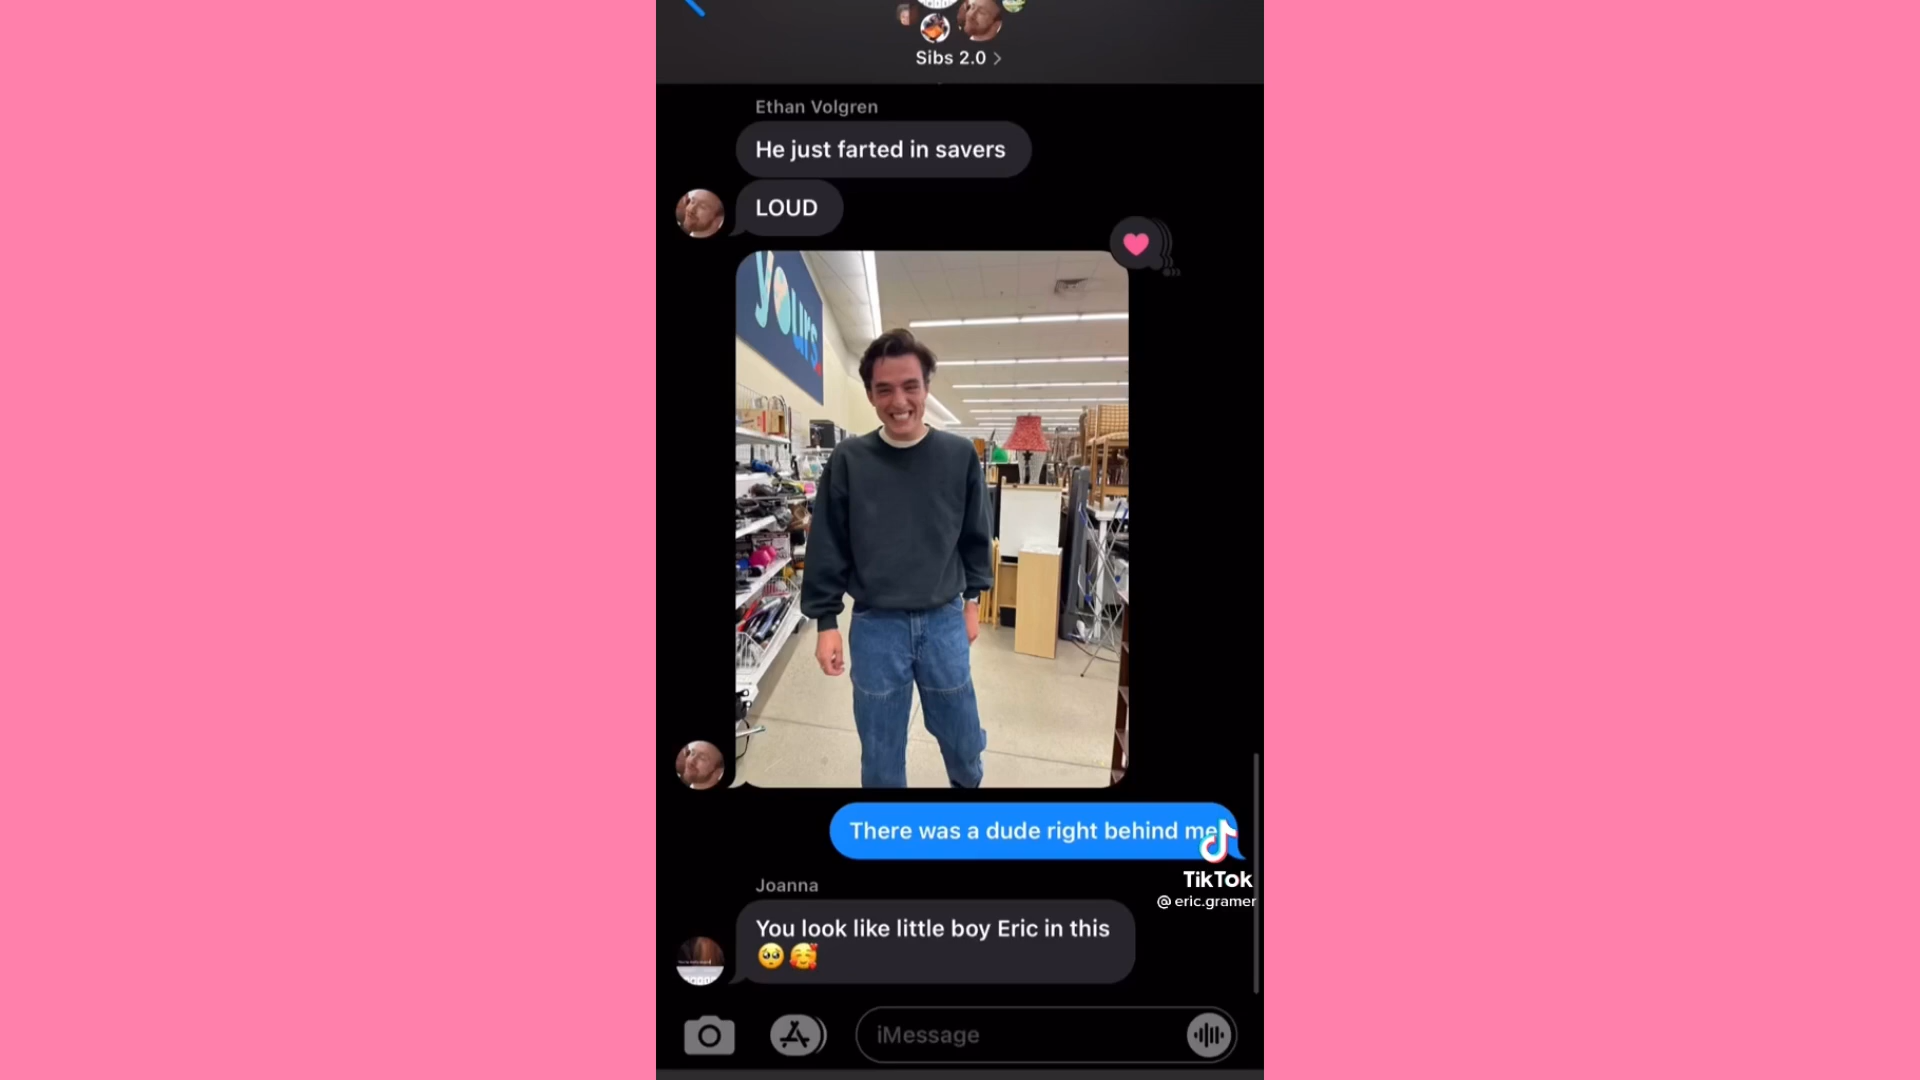 Sibs 2.0
Ethan Volgren
He just farted in savers
LOUD
yours.
There was a dude right behind me
TikTok
@ eric.gramer
Joanna
You look like little boy Eric in this
🥺 🥰
iMessage